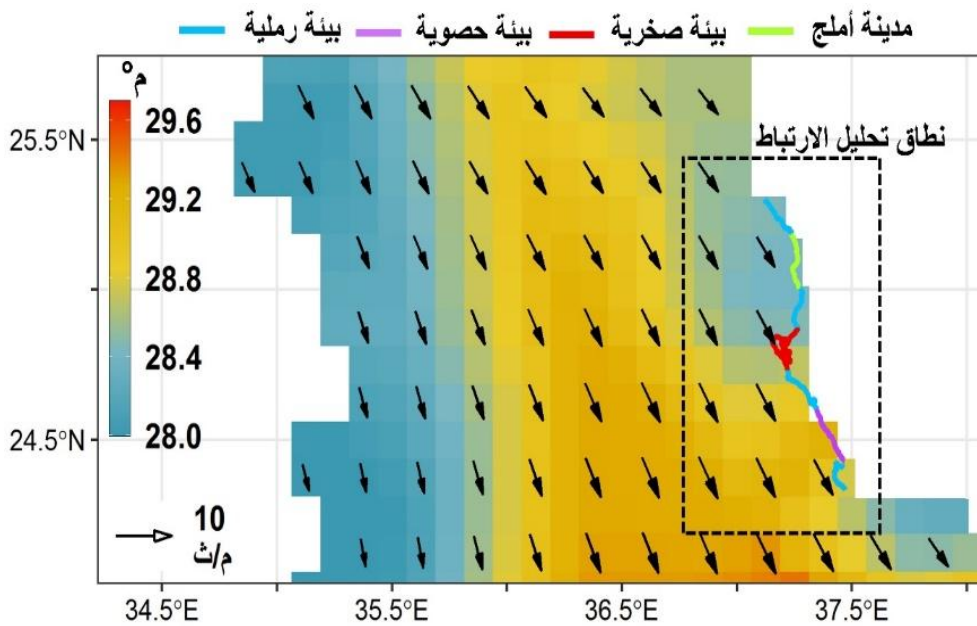 بيئة رملية بيئة حصوية بيئة صخرية مدينة أملج
م°
29.6
29.2
28.8
28.4
28.0
نطاق تحليل الارتباط
25.5°N
24.5°N
10
م/ث
34.5°E 35.5°E 36.5°E 37.5°E